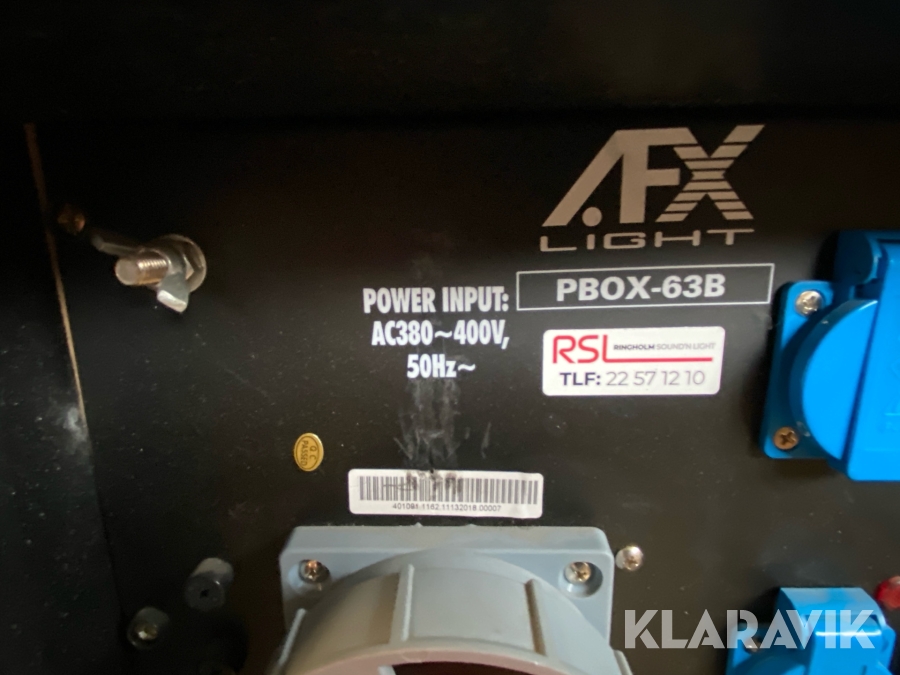 AFX
LIGHT
PBOX-63B
POWER INPUT:
AC380~400V,
50Hz~
RSL RINGHOLM SOUND'N LIGHT
TLF: 22 57 12 10
Q.C.
PASSED
401091.1162.11132018.00007
KLARAVIK